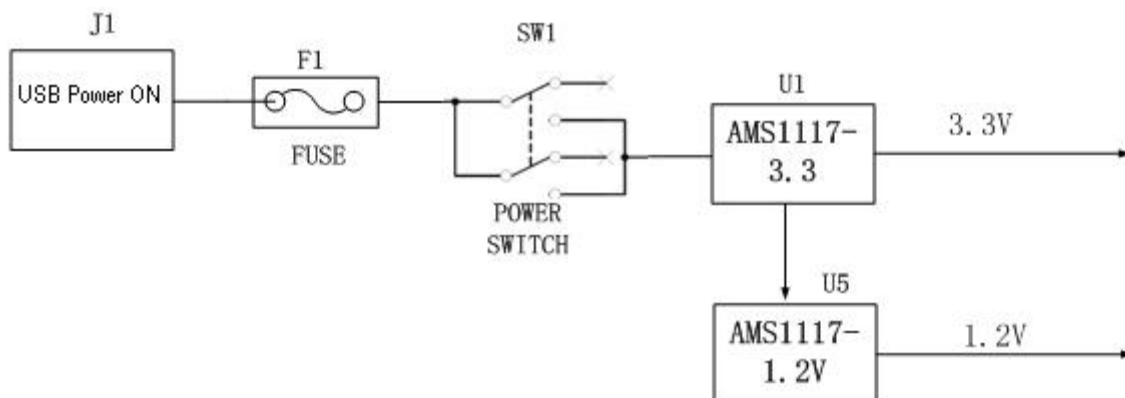 J1
USB Power ON
F1
FUSE
SW1
POWER
SWITCH
U1
AMS1117-
3.3
3.3V
U5
AMS1117-
1.2V
1.2V